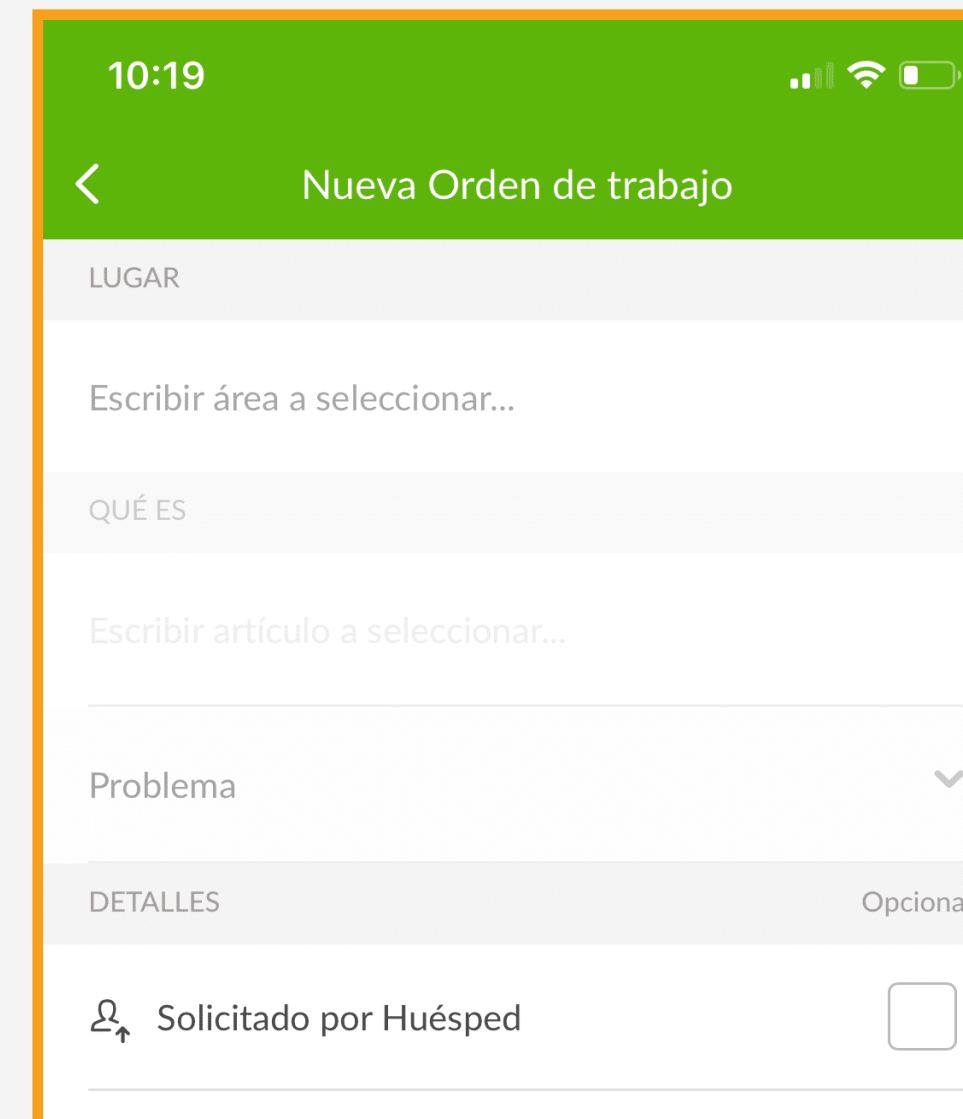 10:19
Nueva Orden de trabajo
LUGAR
Escribir área a seleccionar...
QUÉ ES
Escribir artículo a seleccionar...
Problema
DETALLES Opciona
Solicitado por Huésped